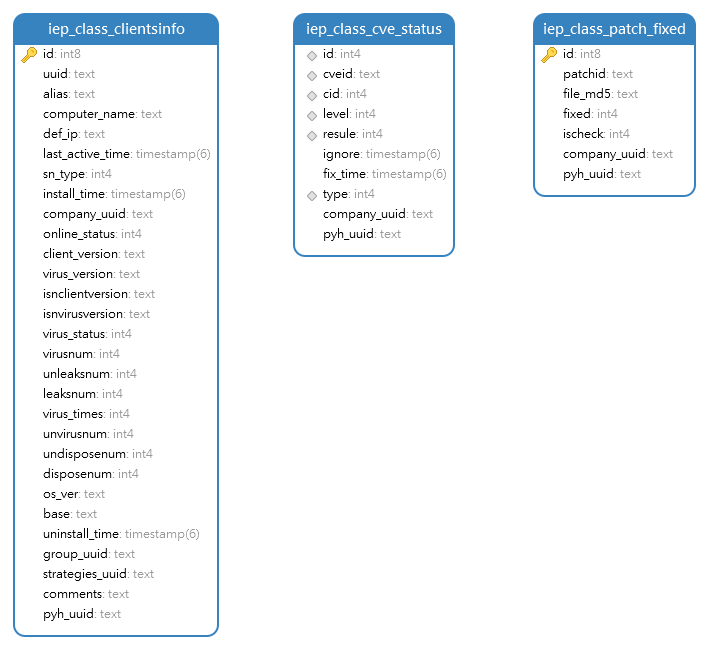 iep_class_clientsinfo
id: int8
uuid: text
alias: text
computer_name: text
def_ip: text
last_active_time: timestamp(6)
sn_type: int4
install_time: timestamp(6)
company_uuid: text
online_status: int4
client_version: text
virus_version: text
isnclientversion: text
isnvirusversion: text
virus_status: int4
virusnum: int4
unleaksnum: int4
leaksnum: int4
virus_times: int4
unvirusnum: int4
undisposenum: int4
disposenum: int4
os_ver: text
base: text
uninstall_time: timestamp(6)
group_uuid: text
strategies_uuid: text
comments: text
pyh_uuid: text
iep_class_cve_status
id: int4
cveid: text
cid: int4
level: int4
resule: int4
ignore: timestamp(6)
fix_time: timestamp(6)
type: int4
company_uuid: text
pyh_uuid: text
iep_class_patch_fixed
id: int8
patchid: text
file_md5: text
fixed: int4
ischeck: int4
company_uuid: text
pyh_uuid: text